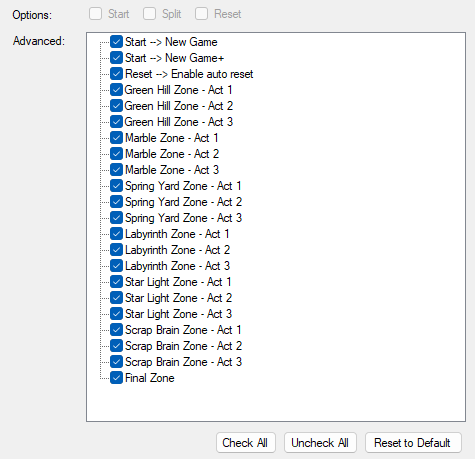 Options: Start Split Reset
Advanced:
Start --> New Game
Start --> New Game+
Reset --> Enable auto reset
Green Hill Zone - Act 1
Green Hill Zone - Act 2
Green Hill Zone - Act 3
Marble Zone - Act 1
Marble Zone - Act 2
Marble Zone - Act 3
Spring Yard Zone - Act 1
Spring Yard Zone - Act 2
Spring Yard Zone - Act 3
Labyrinth Zone - Act 1
Labyrinth Zone - Act 2
Labyrinth Zone - Act 3
Star Light Zone - Act 1
Star Light Zone - Act 2
Star Light Zone - Act 3
Scrap Brain Zone - Act 1
Scrap Brain Zone - Act 2
Scrap Brain Zone - Act 3
Final Zone
Check All Uncheck All Reset to Default